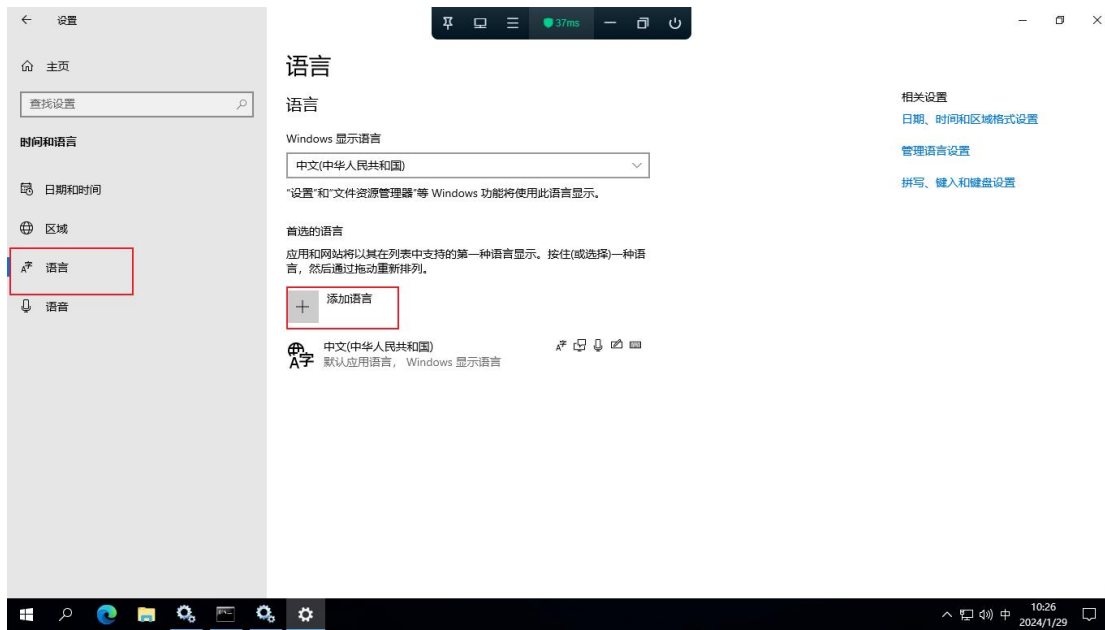 设置
37ms
主页
查找设置
时间和语言
日期和时间
区域
语言
语音
语言
语言
Windows 显示语言
中文(中华人民共和国)
"设置"和"文件资源管理器"等 Windows 功能将使用此语言显示。
首选的语言
应用和网站将以其在列表中支持的第一种语言显示。按住(或选择)一种语
言，然后通过拖动重新排列。
添加语言
中文(中华人民共和国)
默认应用语言， Windows 显示语言
相关设置
日期、时间和区域格式设置
管理语言设置
拼写、键入和键盘设置
中
10:26
2024/1/29